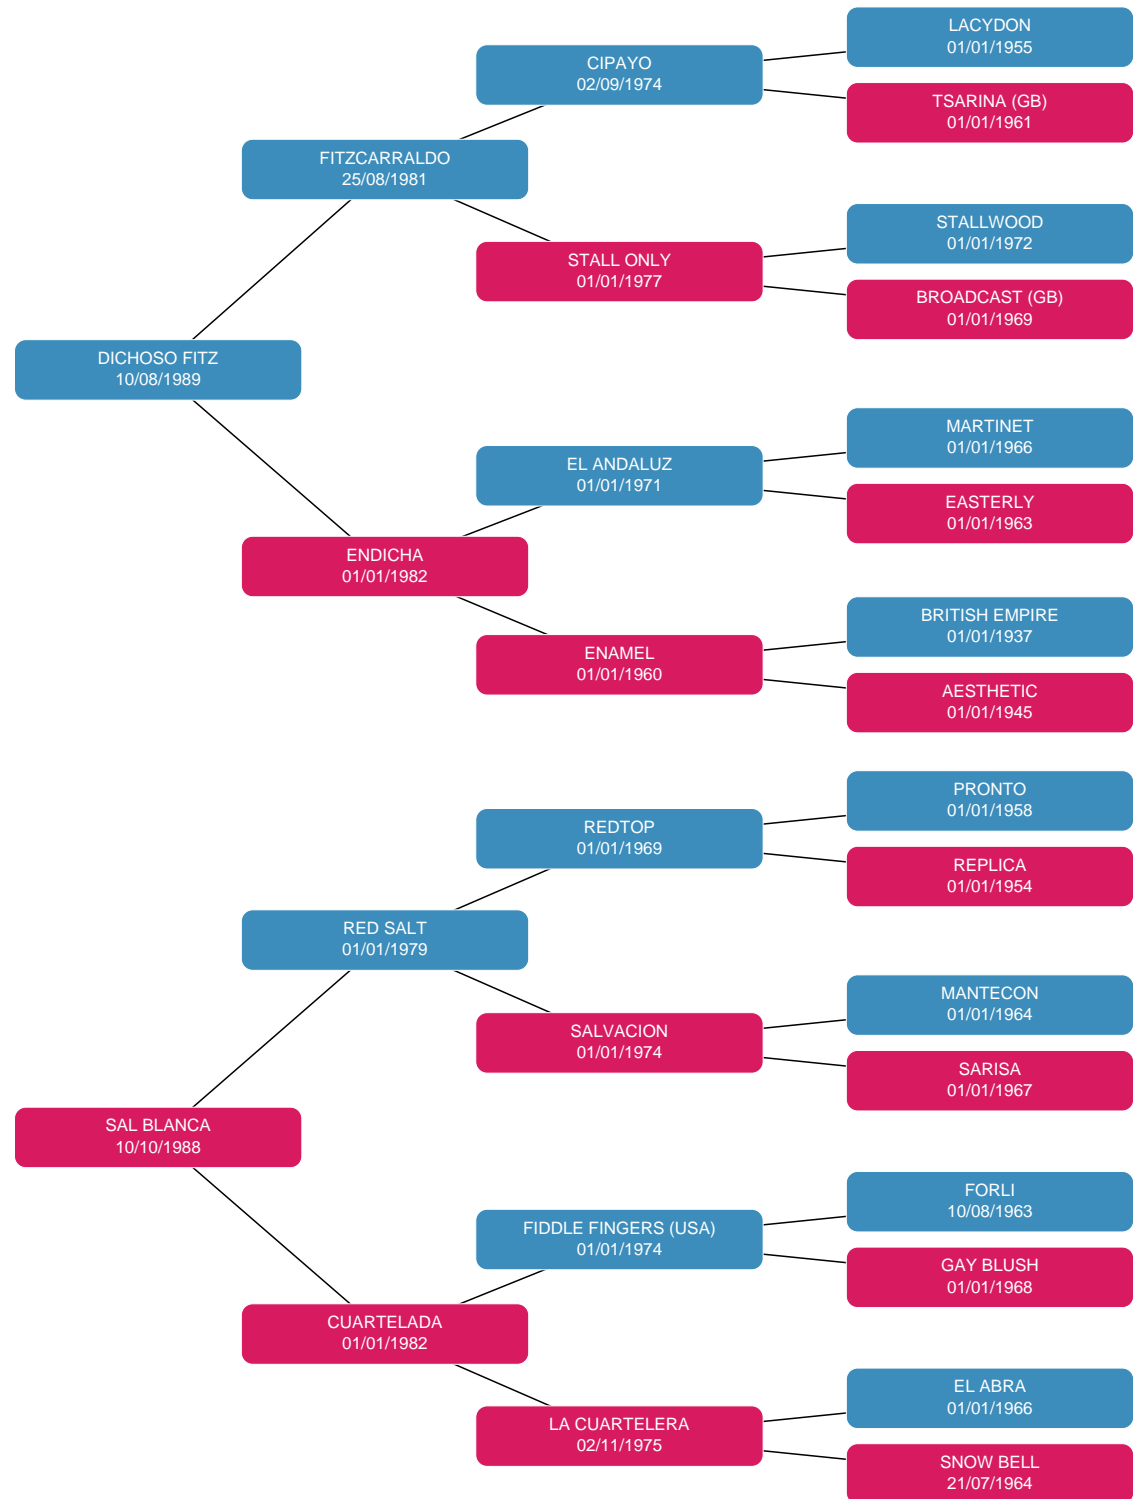 LACYDON
01/01/1955
CIPAYO
02/09/1974
TSARINA (GB)
01/01/1961
FITZCARRALDO
25/08/1981
STALLWOOD
01/01/1972
STALL ONLY
01/01/1977
BROADCAST (GB)
01/01/1969
DICHOSO FITZ
10/08/1989
MARTINET
01/01/1966
EL ANDALUZ
01/01/1971
EASTERLY
01/01/1963
ENDICHA
01/01/1982
BRITISH EMPIRE
01/01/1937
ENAMEL
01/01/1960
AESTHETIC
01/01/1945
PRONTO
01/01/1958
REDTOP
01/01/1969
REPLICA
01/01/1954
RED SALT
01/01/1979
MANTECON
01/01/1964
SALVACION
01/01/1974
SARISA
01/01/1967
SAL BLANCA
10/10/1988
FORLI
10/08/1963
FIDDLE FINGERS (USA)
01/01/1974
GAY BLUSH
01/01/1968
CUARTELADA
01/01/1982
EL ABRA
01/01/1966
LA CUARTELERA
02/11/1975
SNOW BELL
21/07/1964